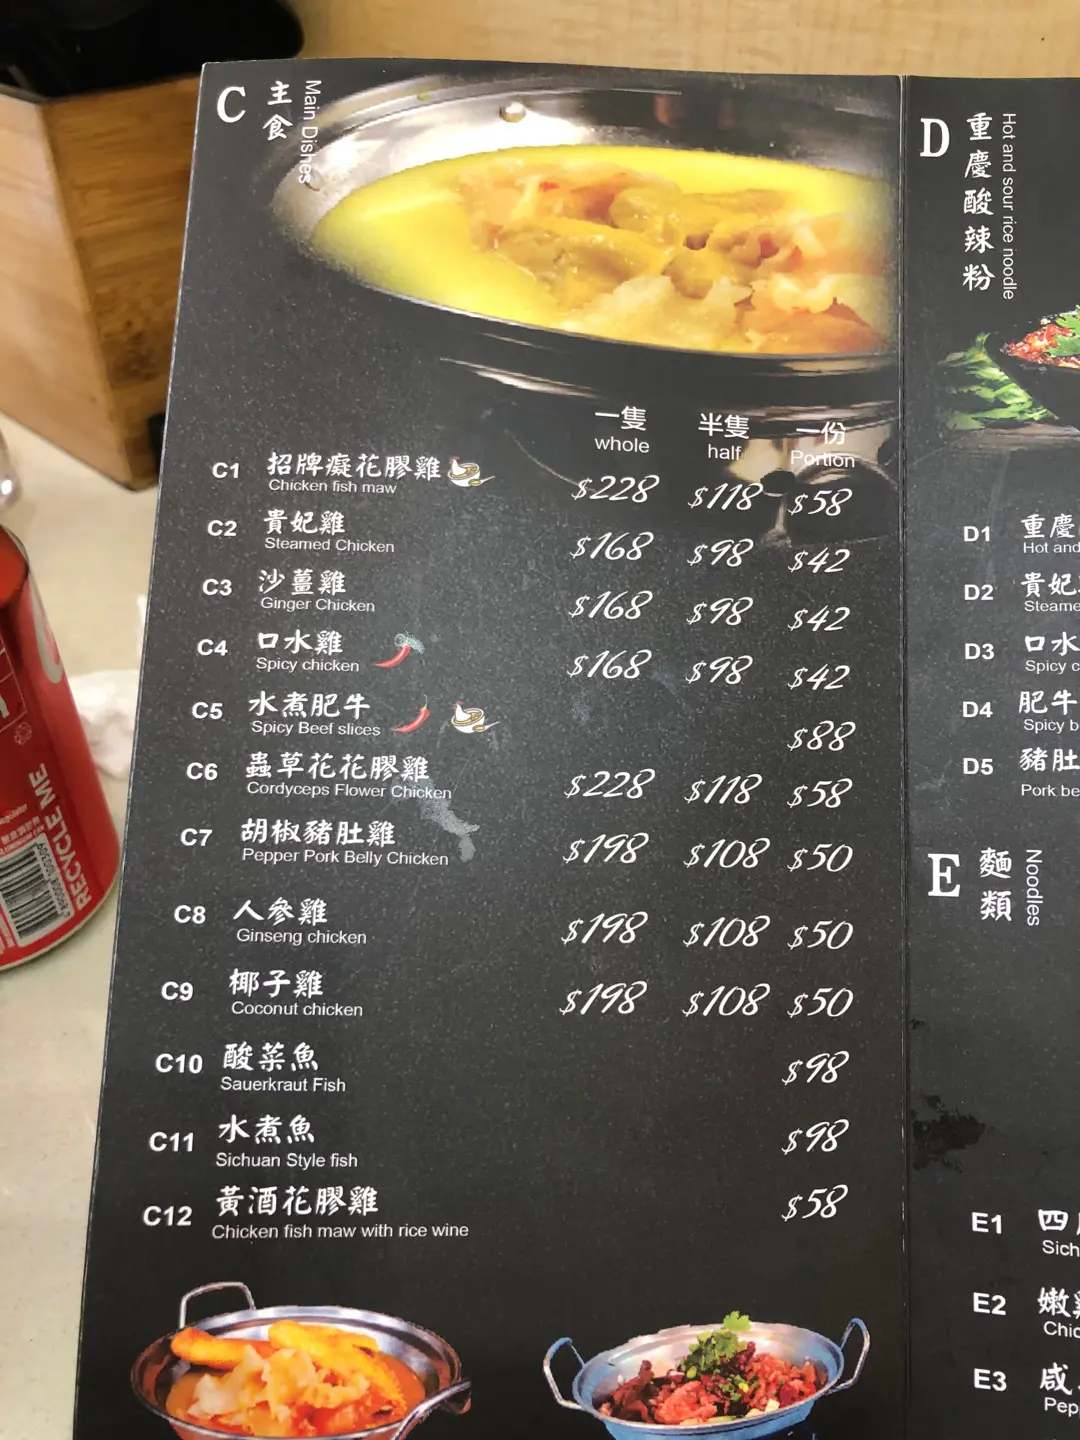 C 主食 Main Dishes
一隻 半隻 一份
whole half Portion
C1 招牌癡花膠雞 $228 $118 $58
Chicken fish maw
C2 貴妃雞 $168 $98 $42
Steamed Chicken
C3 沙薑雞 $168 $98 $42
Ginger Chicken
C4 口水雞 $168 $98 $42
Spicy chicken
C5 水煮肥牛 $88
Spicy Beef slices
C6 蟲草花花膠雞 $228 $118 $58
Cordyceps Flower Chicken
C7 胡椒豬肚雞 $198 $108 $50
Pepper Pork Belly Chicken
C8 人參雞 $198 $108 $50
Ginseng chicken
C9 椰子雞 $198 $108 $50
Coconut chicken
C10 酸菜魚 $98
Sauerkraut Fish
C11 水煮魚 $98
Sichuan Style fish
C12 黃酒花膠雞 $58
Chicken fish maw with rice wine
D 重慶酸辣粉 Hot and sour rice noodle
D1 重慶
Hot and
D2 貴妃
Steame
D3 口水
Spicy c
D4 肥牛
Spicy b
D5 豬肚
Pork be
E 麵類 Noodles
E1 四
Sich
E2 嫩
Chic
E3 咸
Pep
RECYCLE ME